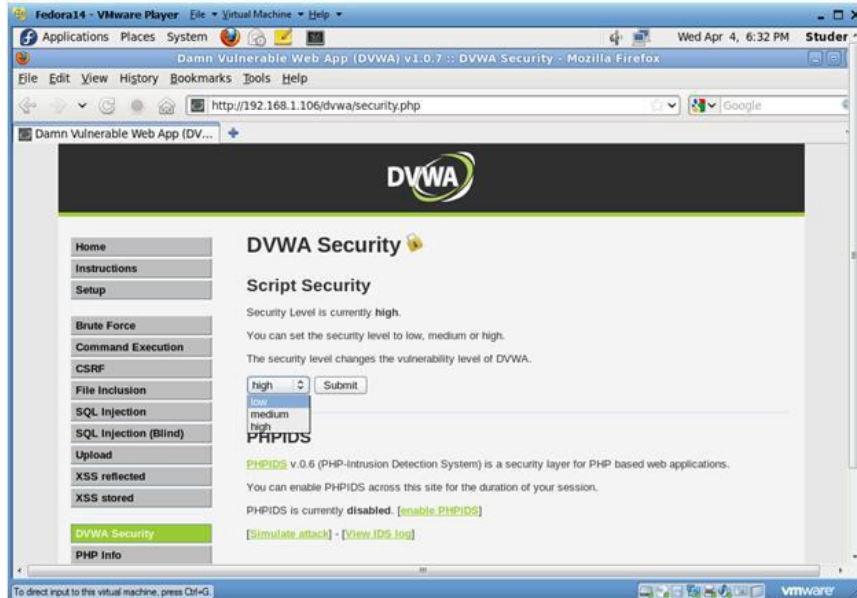 Fedora14 - VMware Player File Virtual Machine Help
Applications Places System Wed Apr 4, 6:32 PM Studer
Damn Vulnerable Web App (DVWA) v1.0.7 :: DVWA Security - Mozilla Firefox
File Edit View History Bookmarks Tools Help
http://192.168.1.106/dvwa/security.php Google
Damn Vulnerable Web App (DV...
DVWA
Home
Instructions
Setup
Brute Force
Command Execution
CSRF
File Inclusion
SQL Injection
SQL Injection (Blind)
Upload
XSS reflected
XSS stored
DVWA Security
PHP Info
DVWA Security
Script Security
Security Level is currently high.
You can set the security level to low, medium or high.
The security level changes the vulnerability level of DVWA.
high Submit
low
medium
high
PHPIDS
PHPIDS v.0.6 (PHP-Intrusion Detection System) is a security layer for PHP based web applications.
You can enable PHPIDS across this site for the duration of your session.
PHPIDS is currently disabled. [enable PHPIDS]
[Simulate attack] - [View IDS log]
To direct input to this virtual machine, press Ctrl+G.
vmware